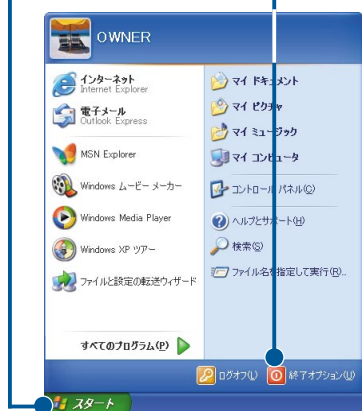 OWNER
インターネット
Internet Explorer
電子メール
Outlook Express
MSN Explorer
Windows ムービー メーカー
Windows Media Player
Windows XP ツアー
ファイルと設定の転送ウィザード
すべてのプログラム(P)
マイ ドキュメント
マイ ピクチャ
マイ ミュージック
マイ コンピュータ
コントロール パネル(C)
ヘルプとサポート(H)
検索(S)
ファイル名を指定して実行(R)...
ログオフ(L)
終了オプション(U)
スタート